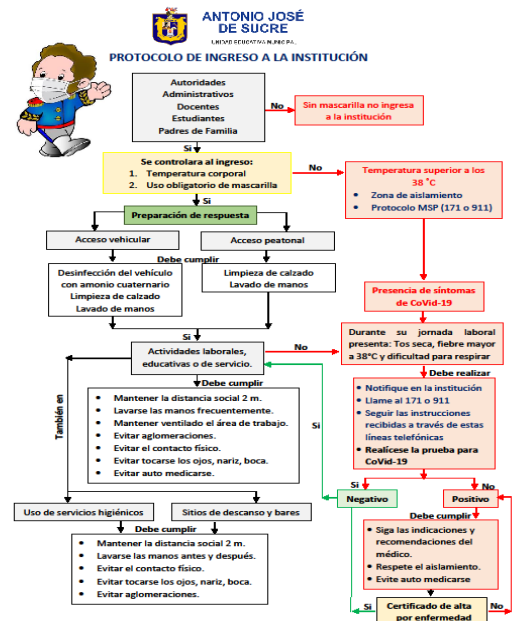 ANTONIO JOSÉ
DE SUCRE
UNIDAD EDUCATIVA MUNICIPAL
PROTOCOLO DE INGRESO A LA INSTITUCIÓN
Autoridades
Administrativos
Docentes
Estudiantes
Padres de Familia
No
Sin mascarilla no ingresa
a la institución
Si
Se controlara al ingreso:
1. Temperatura corporal
2. Uso obligatorio de mascarilla
No
Temperatura superior a los
38 °C
• Zona de aislamiento
• Protocolo MSP (171 o 911)
Si
Preparación de respuesta
Acceso vehicular
Acceso peatonal
Debe cumplir
Desinfección del vehículo
con amonio cuaternario
Limpieza de calzado
Lavado de manos
Limpieza de calzado
Lavado de manos
Presencia de síntomas
de CoVid-19
Si
Actividades laborales,
educativas o de servicio.
No
Durante su jornada laboral
presenta: Tos seca, fiebre mayor
a 38°C y dificultad para respirar
Debe cumplir
Debe realizar
También en
• Mantener la distancia social 2 m.
• Lavarse las manos frecuentemente.
• Mantener ventilado el área de trabajo.
• Evitar aglomeraciones.
• Evitar el contacto físico.
• Evitar tocarse los ojos, nariz, boca.
• Evitar auto medicarse.
Si
• Notifique en la institución
• Llame al 171 o 911
• Seguir las instrucciones
recibidas a través de estas
líneas telefónicas
• Realícese la prueba para
CoVid-19
Si
No
Negativo
Positivo
Uso de servicios higiénicos
Sitios de descanso y bares
Debe cumplir
Debe cumplir
• Mantener la distancia social 2 m.
• Lavarse las manos antes y después.
• Evitar el contacto físico.
• Evitar tocarse los ojos, nariz, boca.
• Evitar aglomeraciones.
• Siga las indicaciones y
recomendaciones del
médico.
• Respete el aislamiento.
• Evite auto medicarse
Si
Certificado de alta
por enfermedad
No